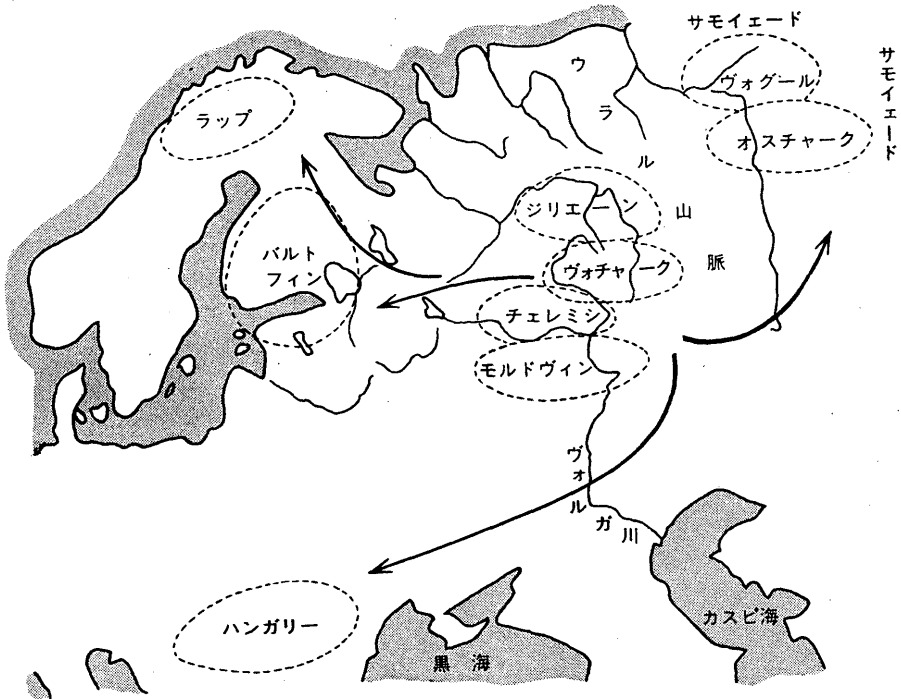 サモイェード
サモイェード
ヴォグール
オスチャーク
ラップ
ウラル山脈
ジリエーン
バルト
フィン
ヴォチャーク
チェレミシ
モルドヴィン
ヴォルガ川
ハンガリー
カスピ海
黒海